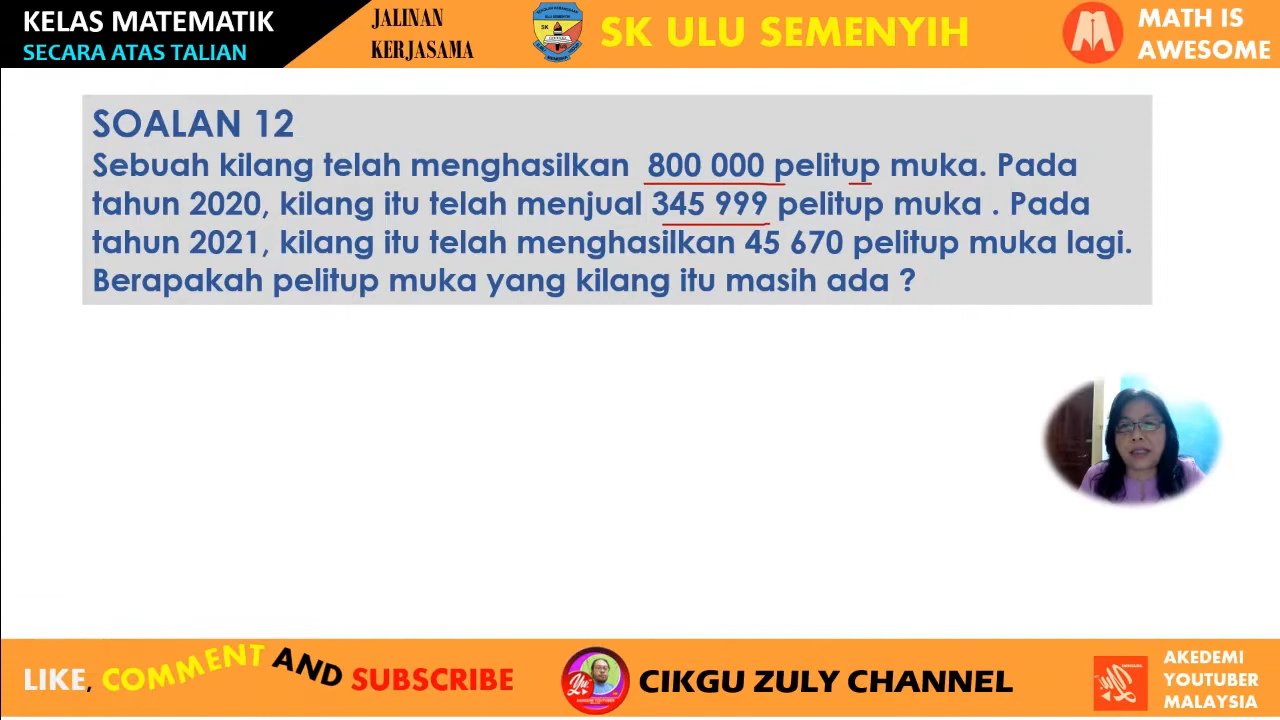 KELAS MATEMATIK
SECARA ATAS TALIAN
JALINAN
KERJASAMA
SK ULU SEMENYIH
MATH IS
AWESOME
SOALAN 12
Sebuah kilang telah menghasilkan 800 000 pelitup muka. Pada
tahun 2020, kilang itu telah menjual 345 999 pelitup muka . Pada
tahun 2021, kilang itu telah menghasilkan 45 670 pelitup muka lagi.
Berapakah pelitup muka yang kilang itu masih ada ?
LIKE, COMMENT AND SUBSCRIBE
CIKGU ZULY CHANNEL
AKEDEMI
YOUTUBER
MALAYSIA